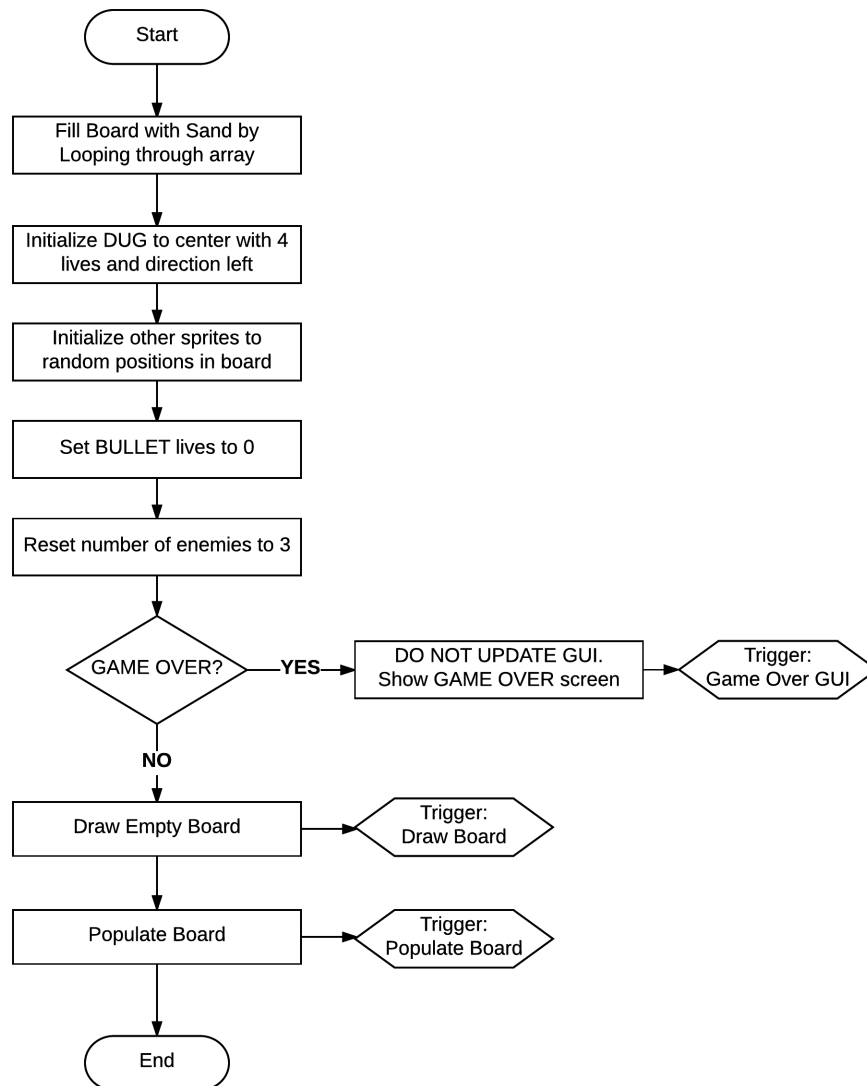 Start
Fill Board with Sand by
Looping through array
Initialize DUG to center with 4
lives and direction left
Initialize other sprites to
random positions in board
Set BULLET lives to 0
Reset number of enemies to 3
GAME OVER?
YES
DO NOT UPDATE GUI.
Show GAME OVER screen
Trigger:
Game Over GUI
NO
Draw Empty Board
Trigger:
Draw Board
Populate Board
Trigger:
Populate Board
End